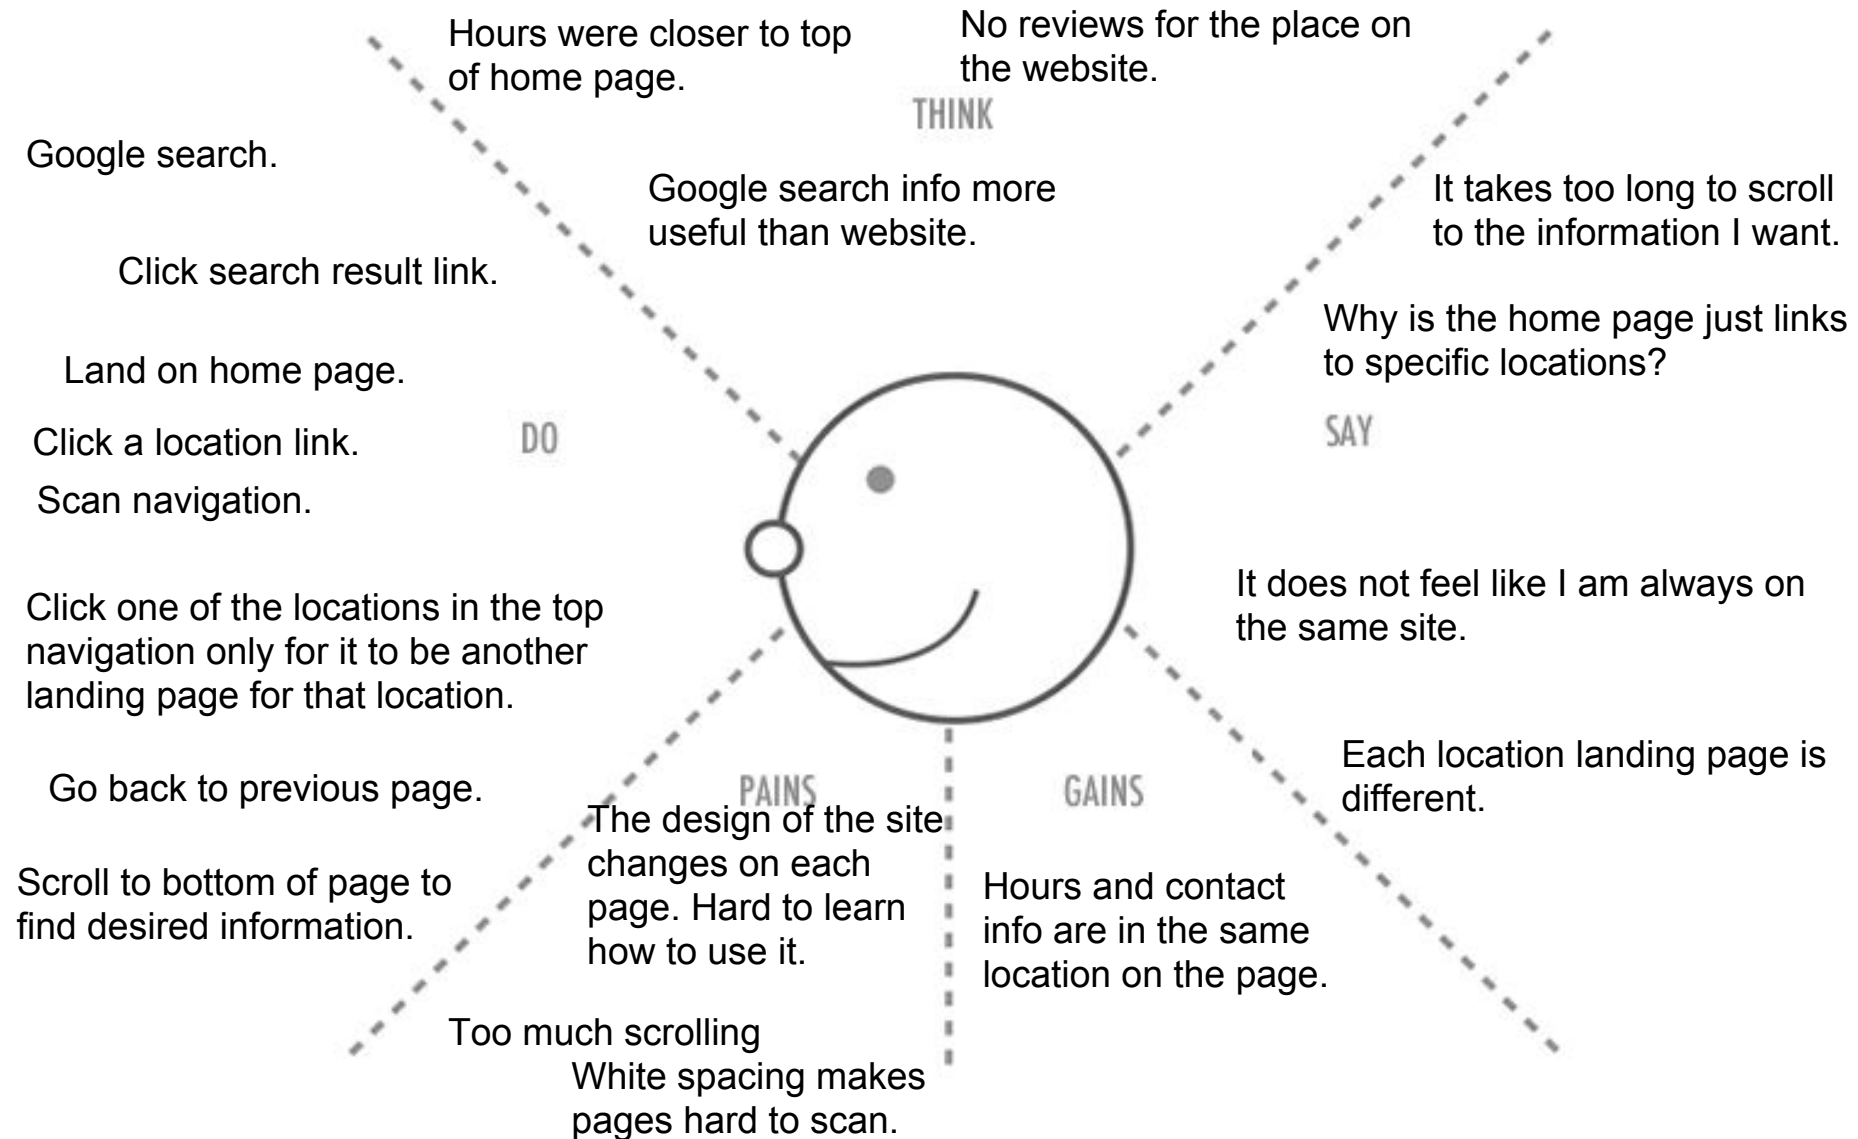 Hours were closer to top
of home page.
No reviews for the place on
the website.
THINK
Google search info more
useful than website.
Google search.
Click search result link.
Land on home page.
Click a location link.
DO
Scan navigation.
Click one of the locations in the top
navigation only for it to be another
landing page for that location.
Go back to previous page.
Scroll to bottom of page to
find desired information.
It takes too long to scroll
to the information I want.
Why is the home page just links
to specific locations?
SAY
It does not feel like I am always on
the same site.
Each location landing page is
different.
PAINS
The design of the site
changes on each
page. Hard to learn
how to use it.
Too much scrolling
White spacing makes
pages hard to scan.
GAINS
Hours and contact
info are in the same
location on the page.